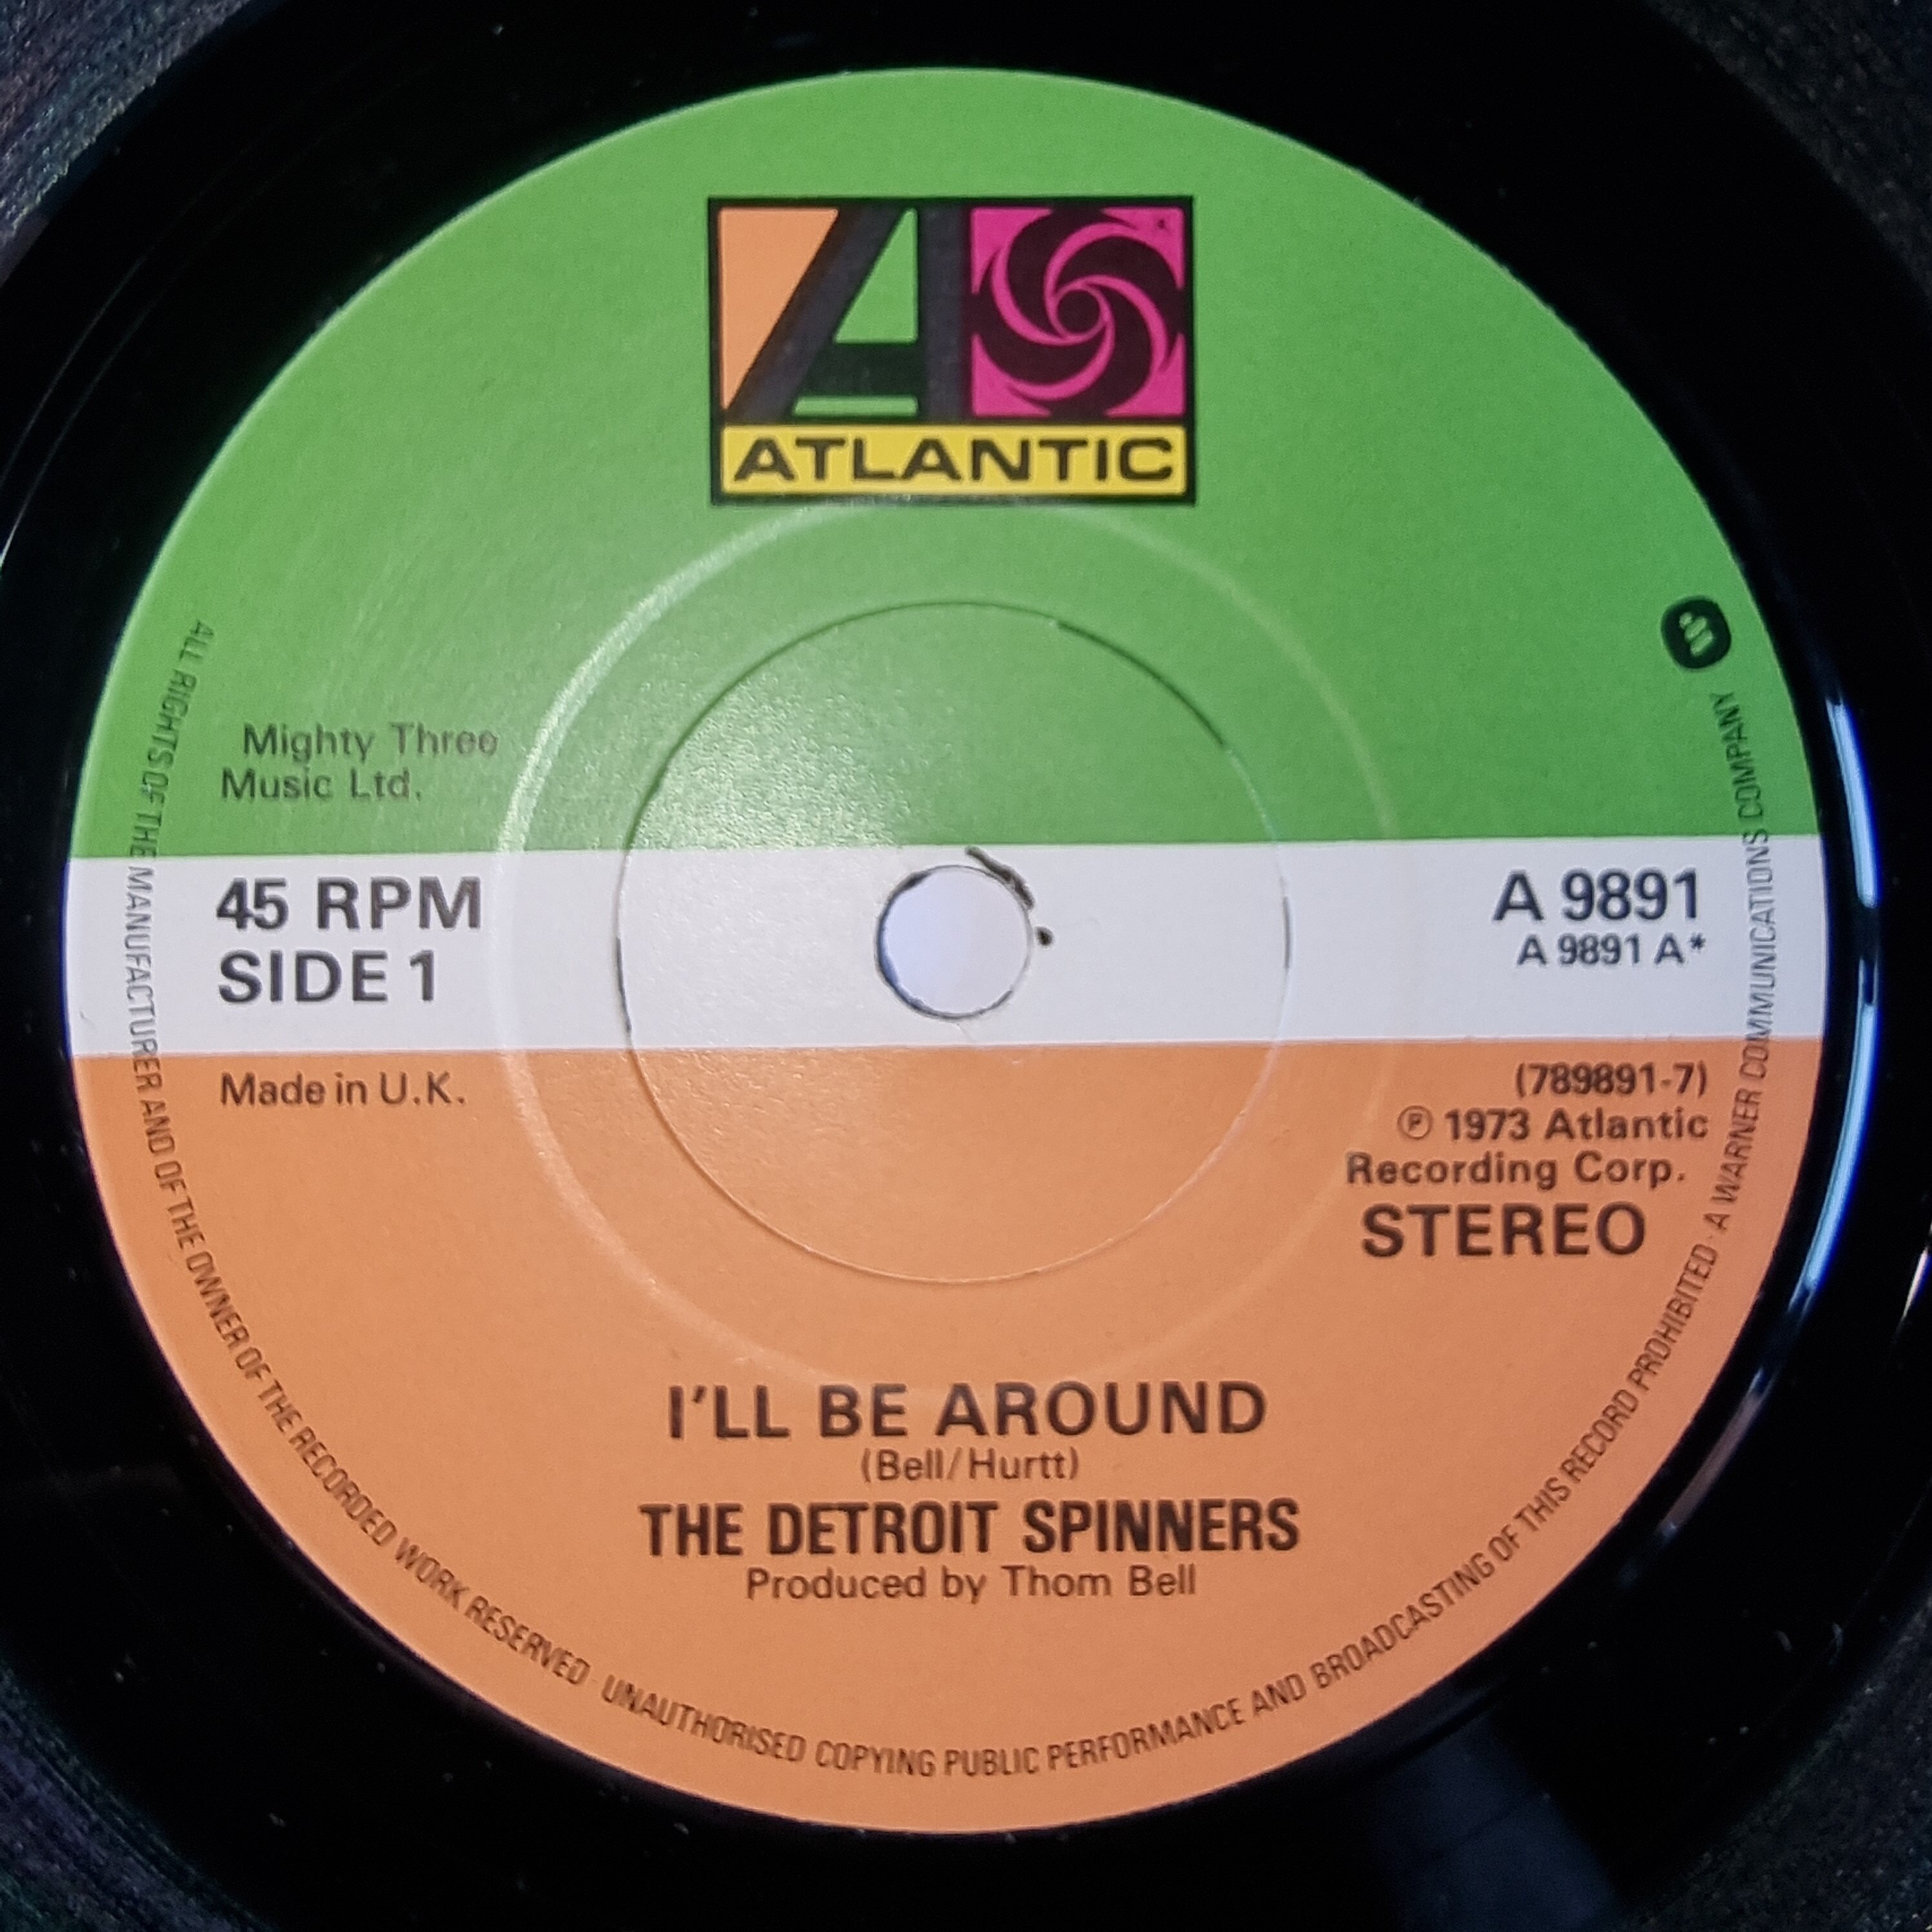 ATLANTIC
Mighty Three
Music Ltd.
45 RPM
SIDE 1
A 9891
A 9891 A*
Made in U.K.
(789891-7)
Ⓟ 1973 Atlantic
Recording Corp.
STEREO
I'LL BE AROUND
(Bell/Hurtt)
THE DETROIT SPINNERS
Produced by Thom Bell
ALL RIGHTS OF THE MANUFACTURER AND OF THE OWNER OF THE RECORDED WORK RESERVED · UNAUTHORISED COPYING PUBLIC PERFORMANCE AND BROADCASTING OF THIS RECORD PROHIBITED · A WARNER COMMUNICATIONS COMPANY